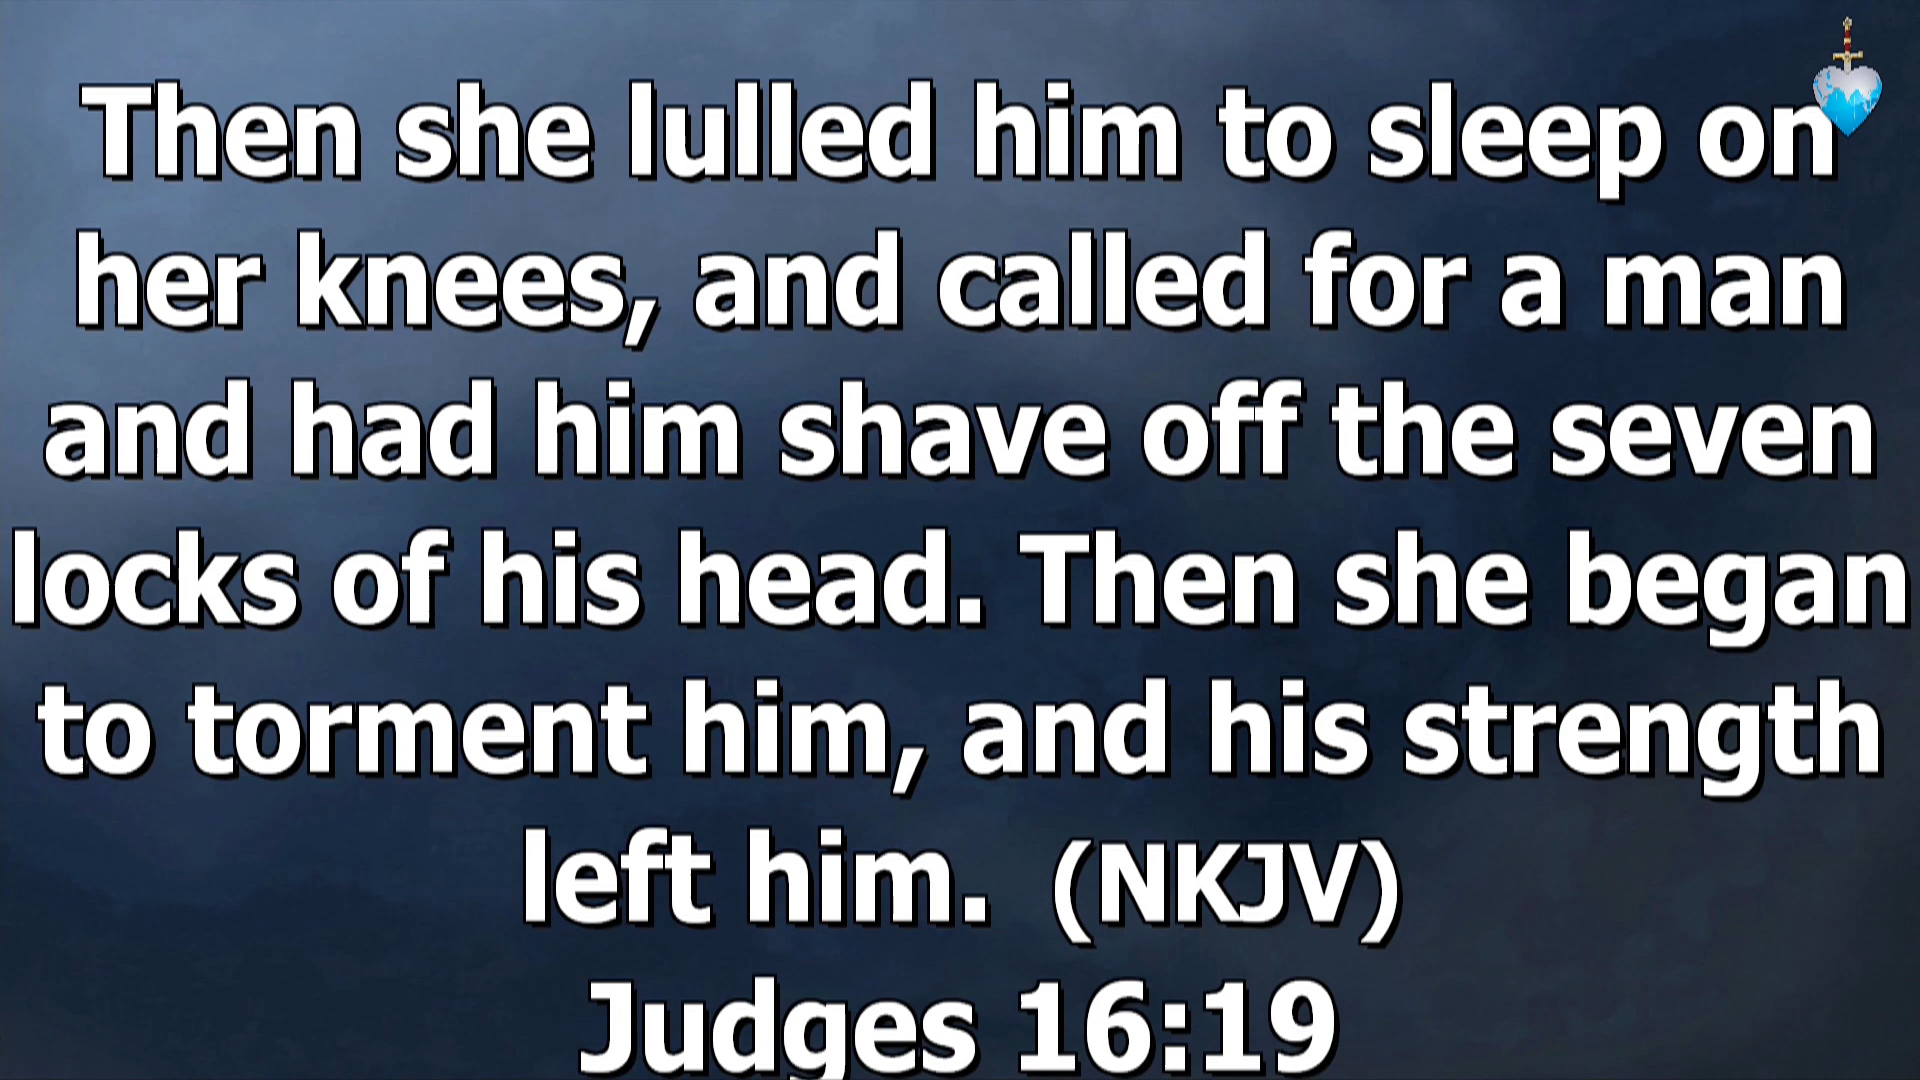 Then she lulled him to sleep on
her knees, and called for a man
and had him shave off the seven
locks of his head. Then she began
to torment him, and his strength
left him.  (NKJV)
Judges 16:19